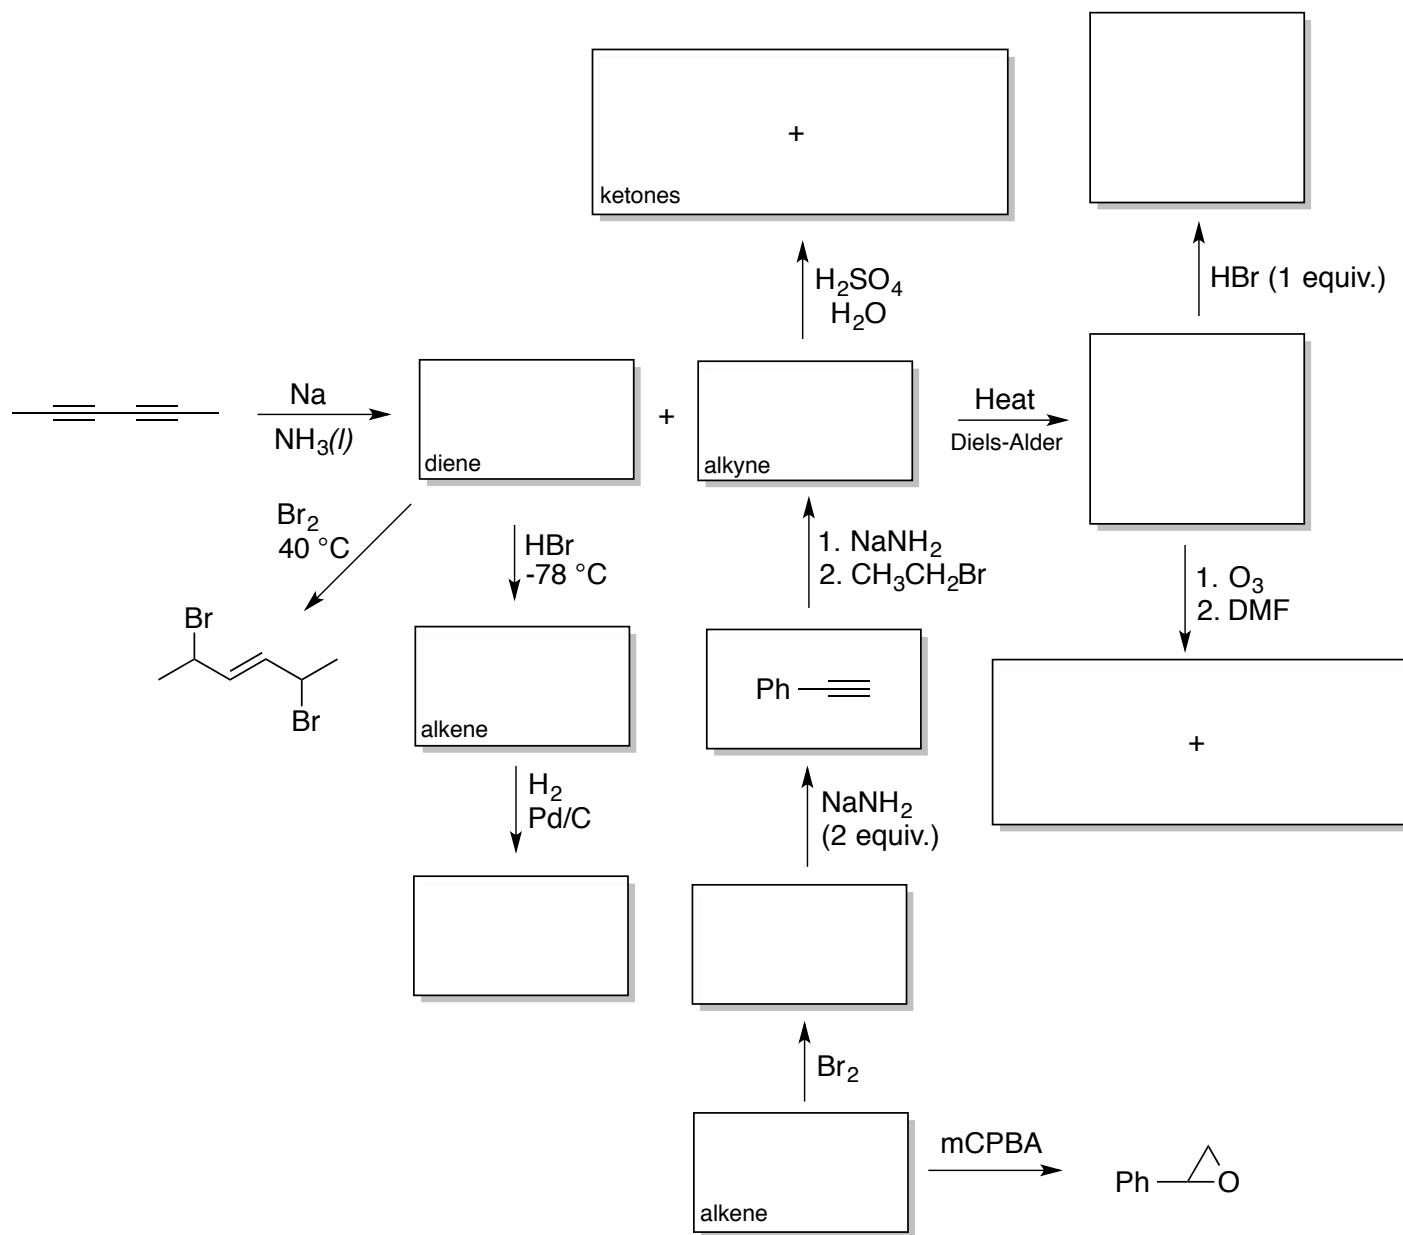 +
ketones
H2SO4
H2O
HBr (1 equiv.)
Na
NH3(l)
diene
+
alkyne
Heat
Diels-Alder
Br2
40 °C
HBr
-78 °C
1. NaNH2
2. CH3CH2Br
1. O3
2. DMF
Br
Br
alkene
Ph
+
H2
Pd/C
NaNH2
(2 equiv.)
Br2
alkene
mCPBA
Ph
O